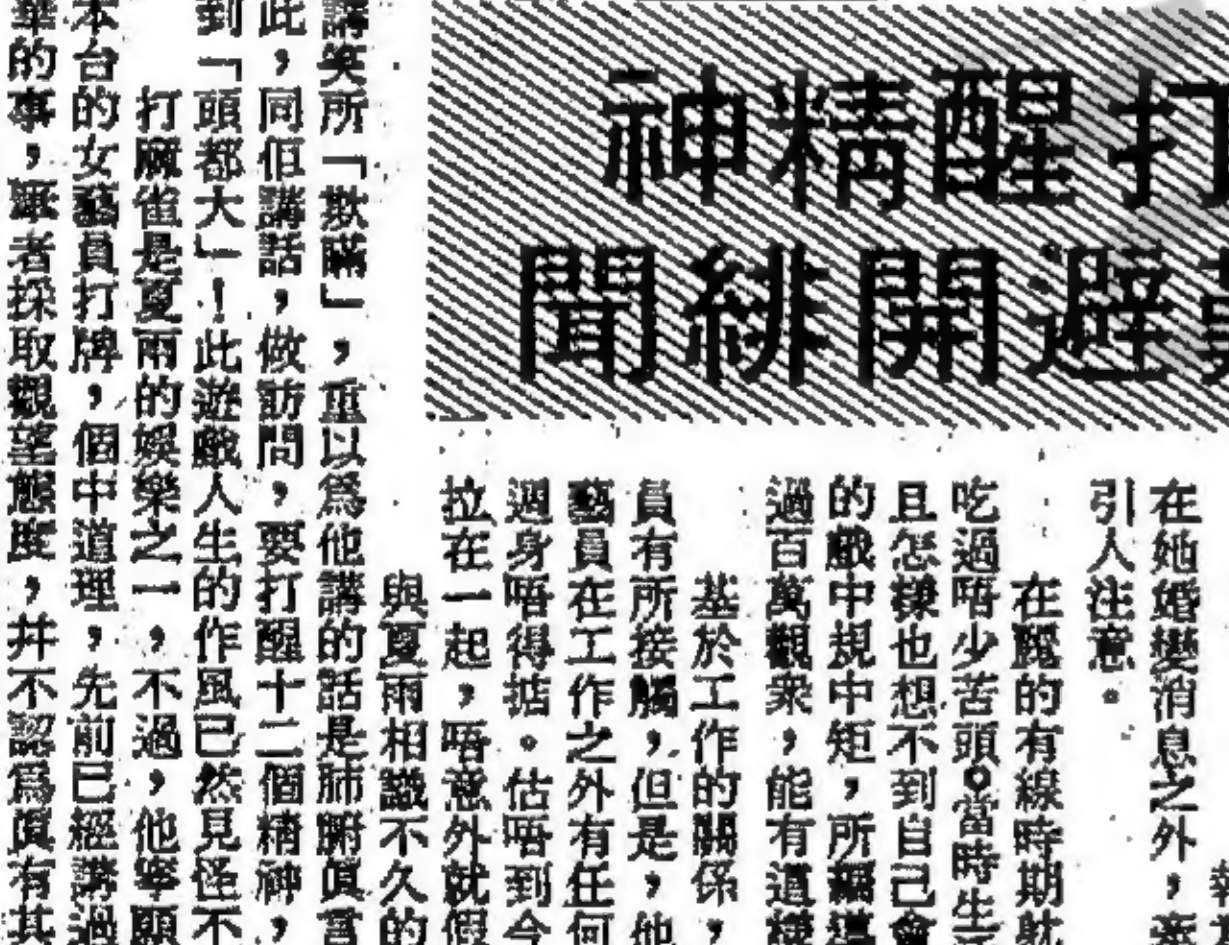 打醒精神
避開緋聞
在她婚變消息之外，
引人注意。
在麗的有線時期就
吃過唔少苦頭。當時生
且怎樣也想不到自己會
的戲中規中矩，所編
過百萬觀衆，能有這樣
基於工作的關係，
員有所接觸，但是，他
藝員在工作之外有任何
週身唔得掂。估唔到今
拉在一起，唔意外就假
與夏雨相識不久的
講笑所「欺瞞」，重以爲他講的話是肺腑眞言
此，同佢講話，做訪問，要打醒十二個精神，
到「頭都大」！此遊戲人生的作風已然見怪不
打麻雀是夏雨的娛樂之一，不過，他寧願
本台的女藝員打牌，個中道理，先前已經講過
的事，採取觀望態度，幷不認爲眞有其